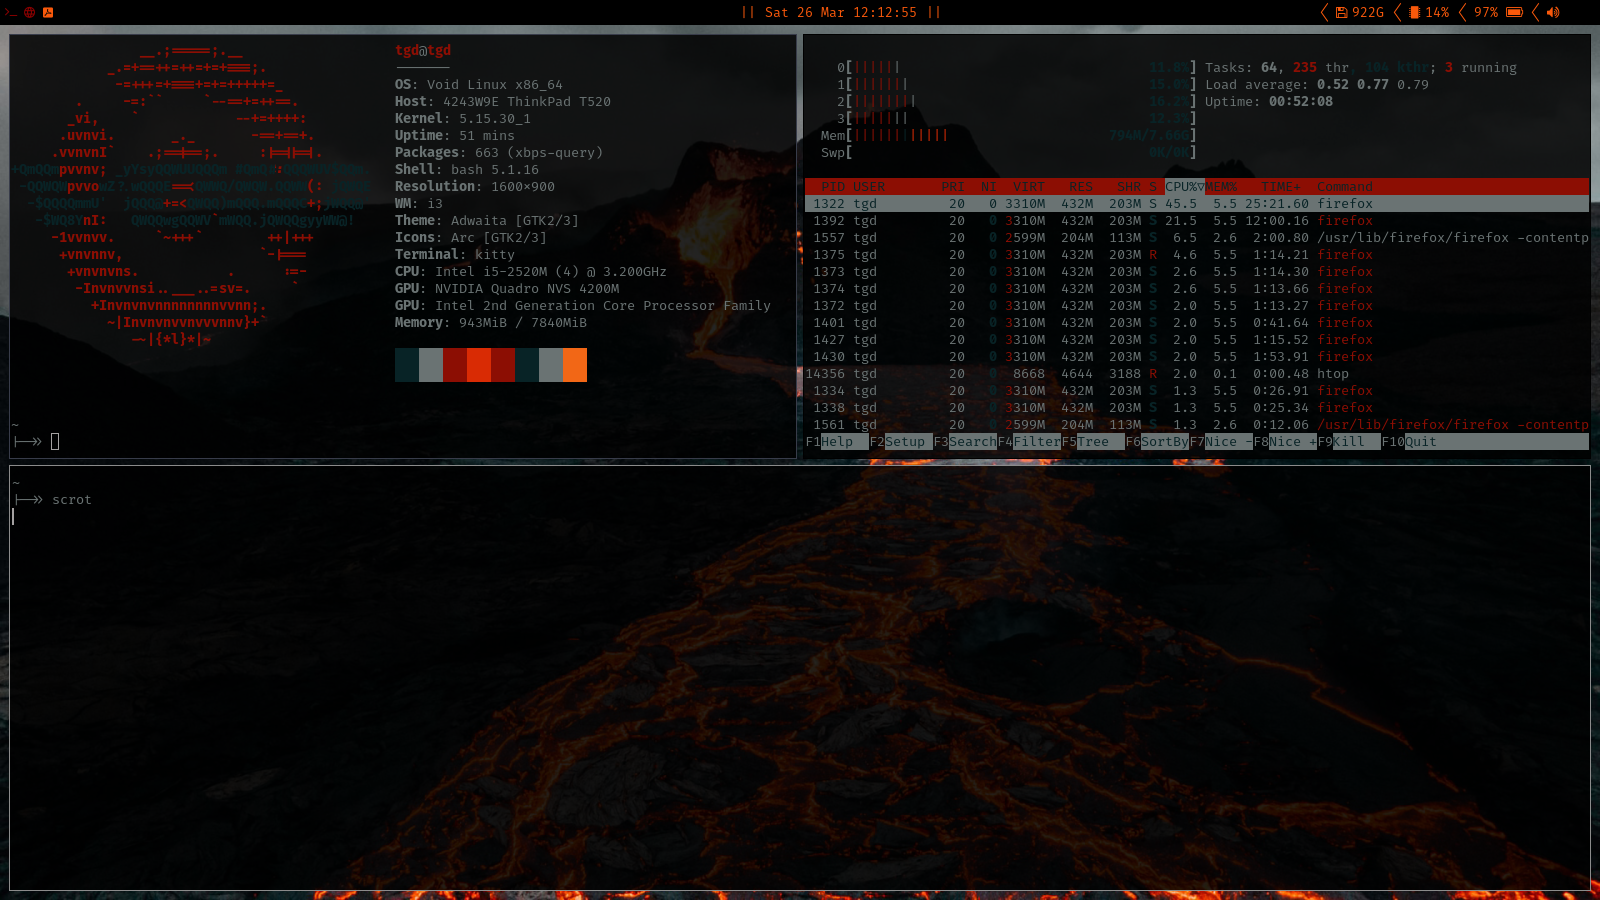 >_
|| Sat 26 Mar 12:12:55 ||
922G 14% 97%
tgd@tgd
OS: Void Linux x86_64
Host: 4243W9E ThinkPad T520
Kernel: 5.15.30_1
Uptime: 51 mins
Packages: 663 (xbps-query)
Shell: bash 5.1.16
Resolution: 1600×900
WM: i3
Theme: Adwaita [GTK2/3]
Icons: Arc [GTK2/3]
Terminal: kitty
CPU: Intel i5-2520M (4) @ 3.200GHz
GPU: NVIDIA Quadro NVS 4200M
GPU: Intel 2nd Generation Core Processor Family
Memory: 943MiB / 7840MiB
~
0[||||||| 11.8%] Tasks: 64, 235 thr, 104 kthr; 3 running
1[|||||||| 15.0%] Load average: 0.52 0.77 0.79
2[||||||||| 16.2%] Uptime: 00:52:08
3[|||||||| 12.3%]
Mem[||||||||||||| 794M/7.66G]
Swp[ 0K/0K]
PID USER PRI NI VIRT RES SHR S CPU%▽MEM% TIME+ Command
1322 tgd 20 0 3310M 432M 203M S 45.5 5.5 25:21.60 firefox
1392 tgd 20 0 3310M 432M 203M S 21.5 5.5 12:00.16 firefox
1557 tgd 20 0 2599M 204M 113M S 6.5 2.6 2:00.80 /usr/lib/firefox/firefox -contentp
1375 tgd 20 0 3310M 432M 203M R 4.6 5.5 1:14.21 firefox
1373 tgd 20 0 3310M 432M 203M S 2.6 5.5 1:14.30 firefox
1374 tgd 20 0 3310M 432M 203M S 2.6 5.5 1:13.66 firefox
1372 tgd 20 0 3310M 432M 203M S 2.0 5.5 1:13.27 firefox
1401 tgd 20 0 3310M 432M 203M S 2.0 5.5 0:41.64 firefox
1427 tgd 20 0 3310M 432M 203M S 2.0 5.5 1:15.52 firefox
1430 tgd 20 0 3310M 432M 203M S 2.0 5.5 1:53.91 firefox
14356 tgd 20 0 8668 4644 3188 R 2.0 0.1 0:00.48 htop
1334 tgd 20 0 3310M 432M 203M S 1.3 5.5 0:26.91 firefox
1338 tgd 20 0 3310M 432M 203M S 1.3 5.5 0:25.34 firefox
1561 tgd 20 0 2599M 204M 113M S 1.3 2.6 0:12.06 /usr/lib/firefox/firefox -contentp
F1Help F2Setup F3SearchF4FilterF5Tree F6SortByF7Nice -F8Nice +F9Kill F10Quit
~
scrot